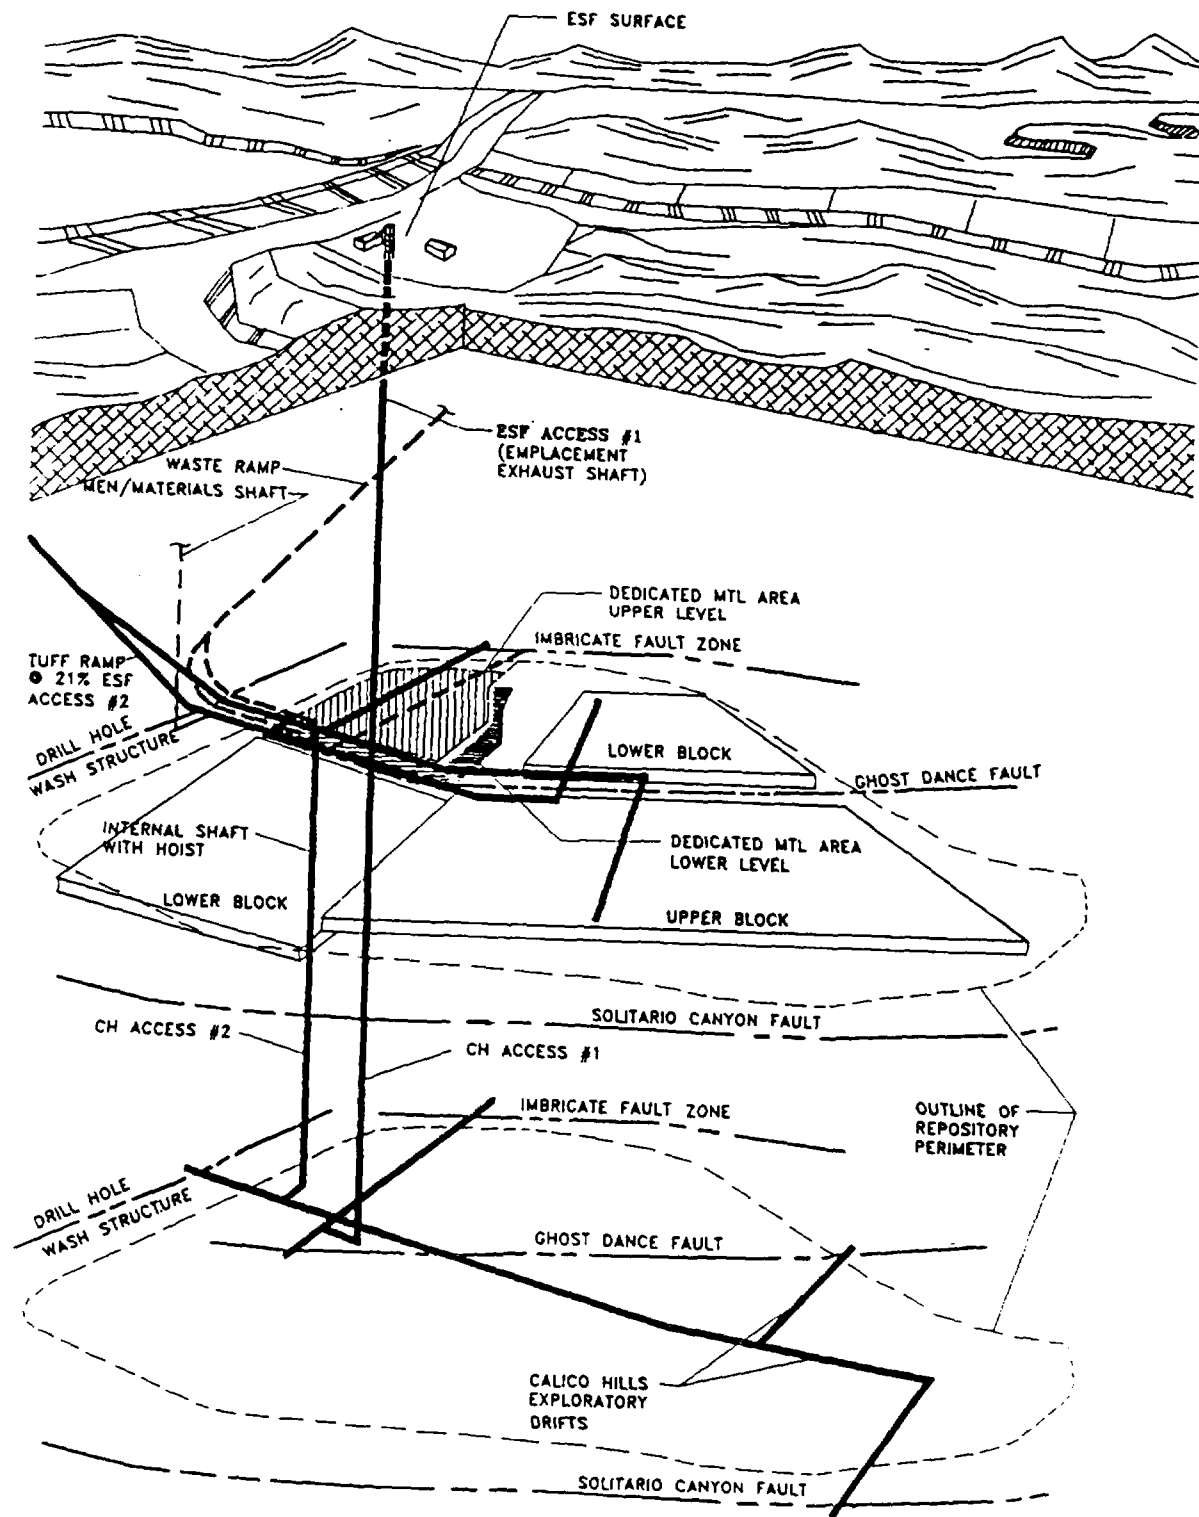 ESF SURFACE
ESF ACCESS #1
(EMPLACEMENT
EXHAUST SHAFT)
WASTE RAMP
MEN/MATERIALS SHAFT
DEDICATED MTL AREA
UPPER LEVEL
IMBRICATE FAULT ZONE
TUFF RAMP
@ 21% ESF
ACCESS #2
DRILL HOLE
WASH STRUCTURE
LOWER BLOCK
GHOST DANCE FAULT
INTERNAL SHAFT
WITH HOIST
DEDICATED MTL AREA
LOWER LEVEL
LOWER BLOCK
UPPER BLOCK
SOLITARIO CANYON FAULT
CH ACCESS #2
CH ACCESS #1
IMBRICATE FAULT ZONE
OUTLINE OF
REPOSITORY
PERIMETER
DRILL HOLE
WASH STRUCTURE
GHOST DANCE FAULT
CALICO HILLS
EXPLORATORY
DRIFTS
SOLITARIO CANYON FAULT